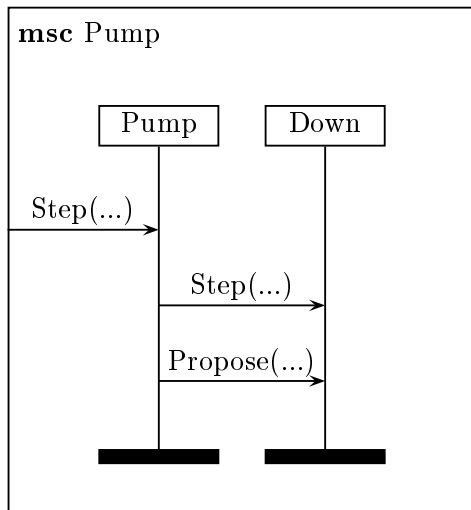 msc Pump
Pump
Down
Step(...)
Step(...)
Propose(...)